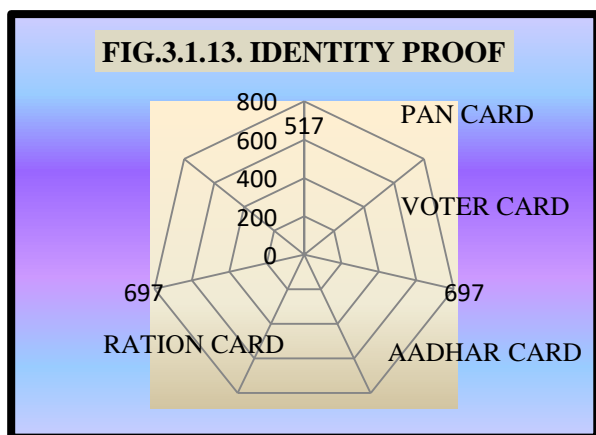 FIG.3.1.13. IDENTITY PROOF
800
PAN CARD
517
600
400
VOTER CARD
200
0
697
697
RATION CARD
AADHAR CARD